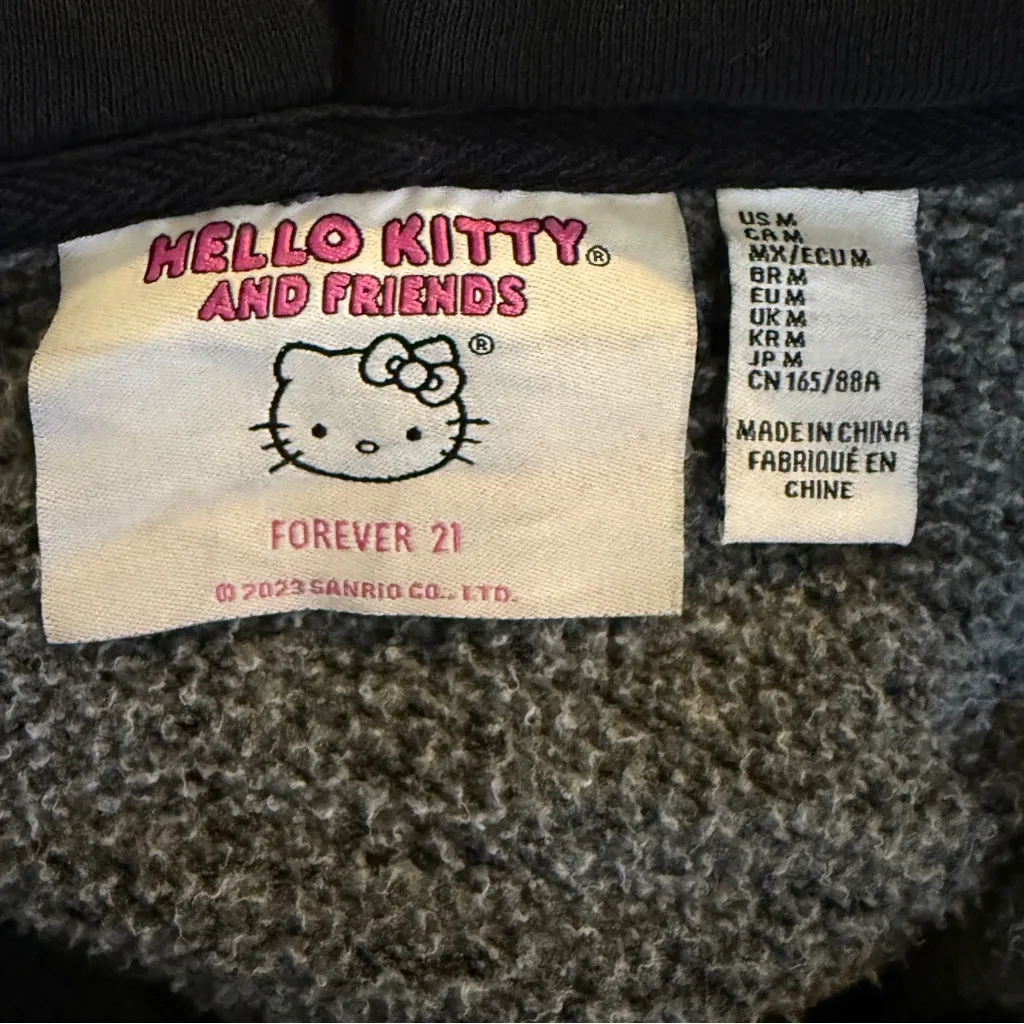 HELLO KITTY®
AND FRIENDS
®
FOREVER 21
© 2023 SANRIO CO., LTD.
US M
CA M
MX/ECU M
BR M
EU M
UK M
KR M
JP M
CN 165/88A
MADE IN CHINA
FABRIQUÉ EN
CHINE